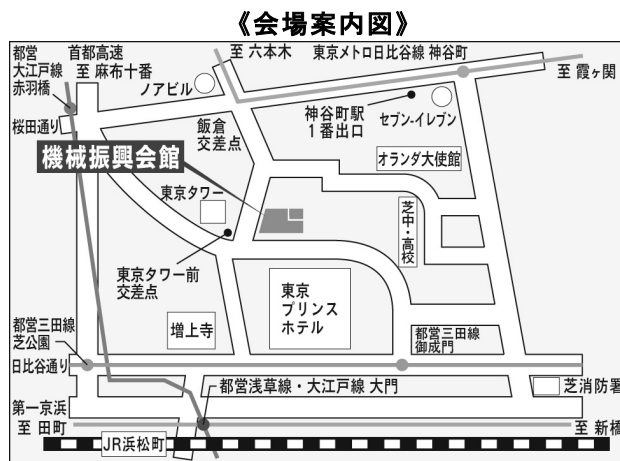 《会場案内図》
都営
大江戸線
赤羽橋
首都高速
至 麻布十番
至 六本木
東京メトロ日比谷線 神谷町
至 霞ヶ関
ノアビル
神谷町駅
1番出口
セブン-イレブン
桜田通り
飯倉
交差点
機械振興会館
オランダ大使館
東京タワー
芝中・高校
東京タワー前
交差点
東京
プリンス
ホテル
増上寺
都営三田線
芝公園
都営三田線
御成門
日比谷通り
都営浅草線・大江戸線 大門
芝消防署
第一京浜
至 田町
至 新橋
JR浜松町